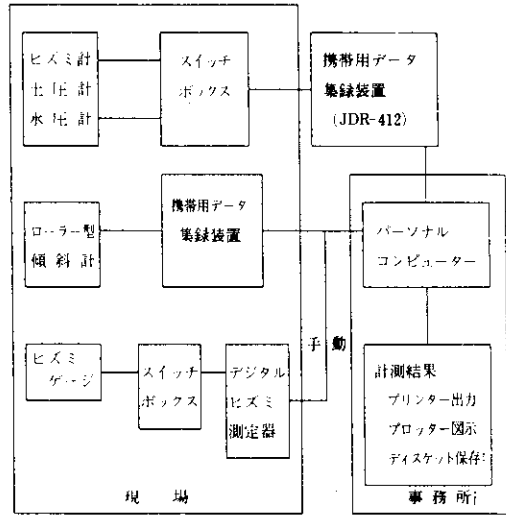 ヒズミ計
土圧計
水圧計
スイッチ
ボックス
携帯用データ
集録装置
(JDR-412)
ローラー型
傾斜計
携帯用データ
集録装置
パーソナル
コンピューター
ヒズミ
ゲージ
スイッチ
ボックス
デジタル
ヒズミ
測定器
手動
計測結果
プリンター出力
プロッター図示
ディスケット保存
現場
事務所